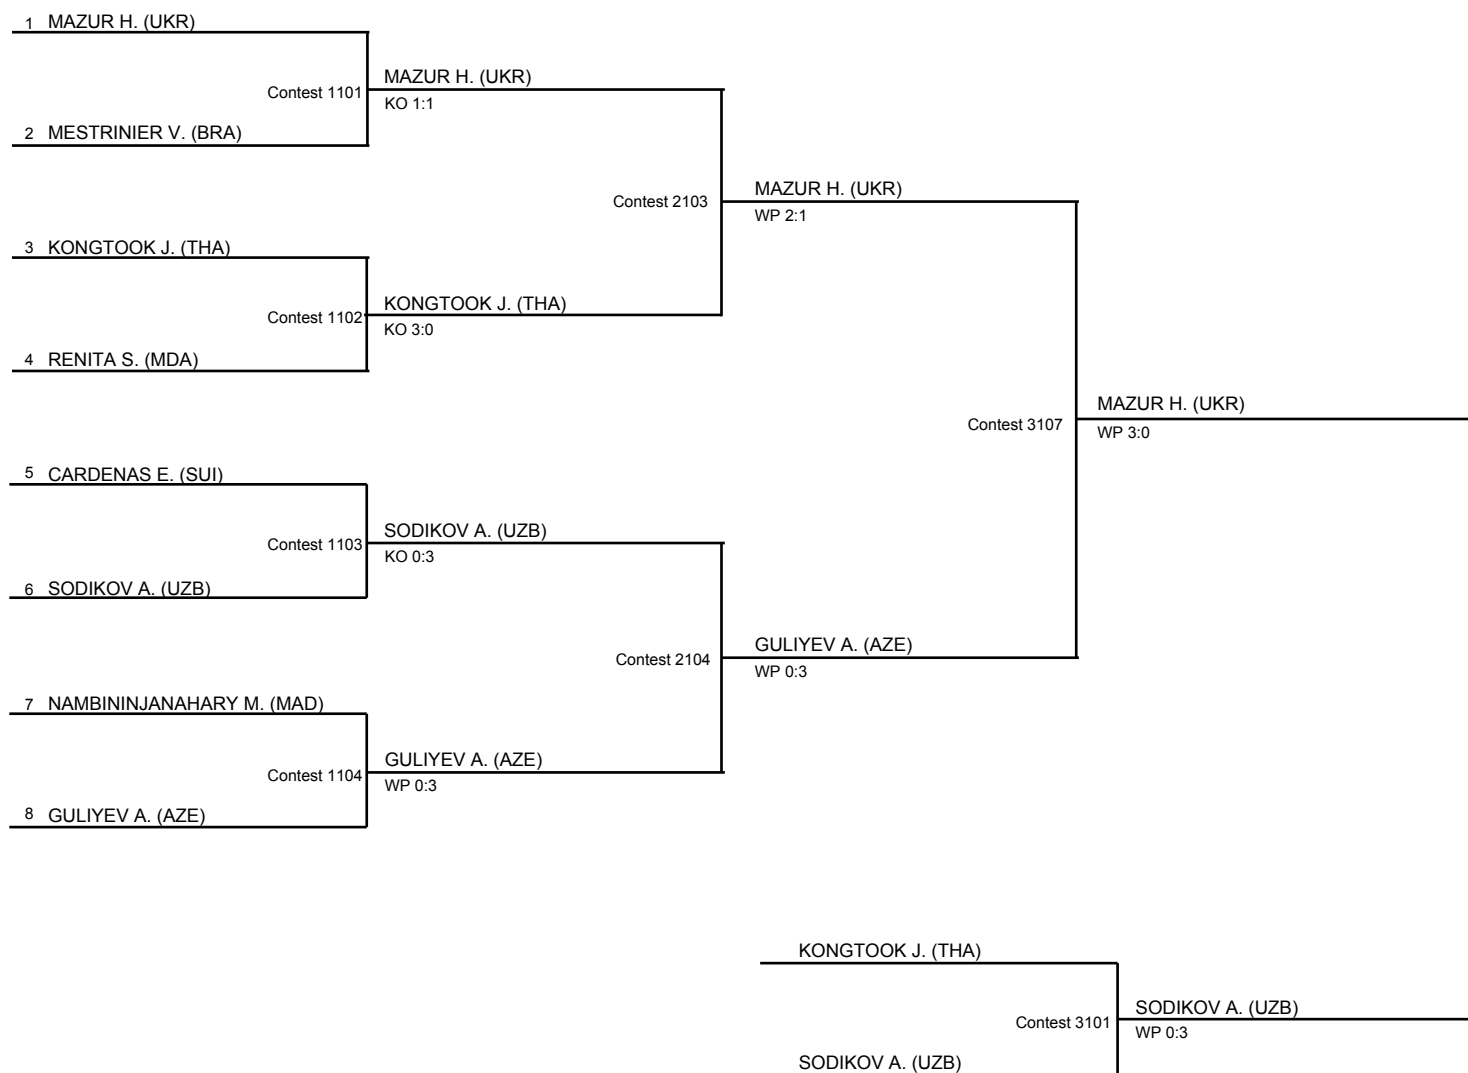 1 MAZUR H. (UKR)
MAZUR H. (UKR)
Contest 1101
KO 1:1
2 MESTRINIER V. (BRA)
MAZUR H. (UKR)
Contest 2103
WP 2:1
3 KONGTOOK J. (THA)
KONGTOOK J. (THA)
Contest 1102
KO 3:0
4 RENITA S. (MDA)
MAZUR H. (UKR)
Contest 3107
WP 3:0
5 CARDENAS E. (SUI)
SODIKOV A. (UZB)
Contest 1103
KO 0:3
6 SODIKOV A. (UZB)
GULIYEV A. (AZE)
Contest 2104
WP 0:3
7 NAMBININJANAHARY M. (MAD)
GULIYEV A. (AZE)
Contest 1104
WP 0:3
8 GULIYEV A. (AZE)
KONGTOOK J. (THA)
SODIKOV A. (UZB)
Contest 3101
WP 0:3
SODIKOV A. (UZB)